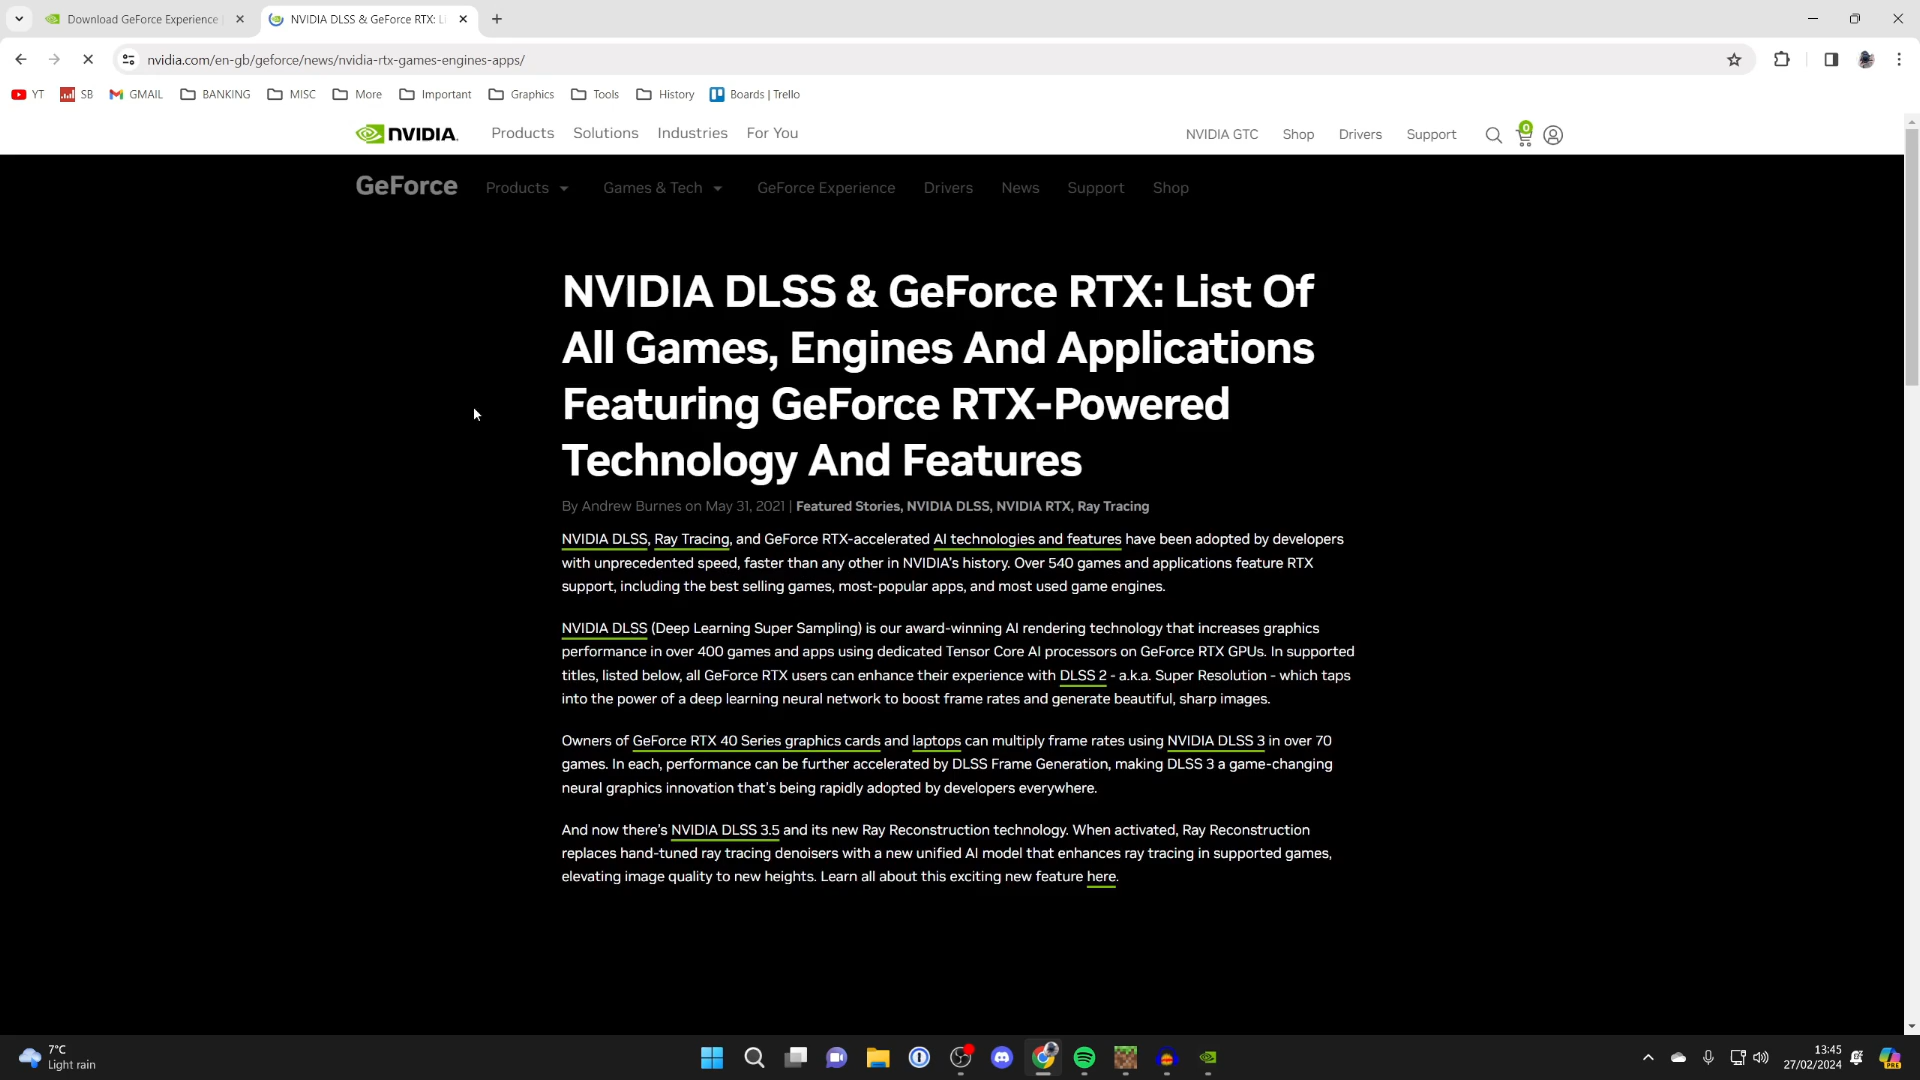 Download GeForce Experience
NVIDIA DLSS & GeForce RTX: Li
nvidia.com/en-gb/geforce/news/nvidia-rtx-games-engines-apps/
YT SB GMAIL BANKING MISC More Important Graphics Tools History Boards | Trello
NVIDIA. Products Solutions Industries For You NVIDIA GTC Shop Drivers Support 0
GeForce Products Games & Tech GeForce Experience Drivers News Support Shop
NVIDIA DLSS & GeForce RTX: List Of
All Games, Engines And Applications
Featuring GeForce RTX-Powered
Technology And Features
By Andrew Burnes on May 31, 2021 | Featured Stories, NVIDIA DLSS, NVIDIA RTX, Ray Tracing
NVIDIA DLSS, Ray Tracing, and GeForce RTX-accelerated AI technologies and features have been adopted by developers
with unprecedented speed, faster than any other in NVIDIA's history. Over 540 games and applications feature RTX
support, including the best selling games, most-popular apps, and most used game engines.
NVIDIA DLSS (Deep Learning Super Sampling) is our award-winning AI rendering technology that increases graphics
performance in over 400 games and apps using dedicated Tensor Core AI processors on GeForce RTX GPUs. In supported
titles, listed below, all GeForce RTX users can enhance their experience with DLSS 2 - a.k.a. Super Resolution - which taps
into the power of a deep learning neural network to boost frame rates and generate beautiful, sharp images.
Owners of GeForce RTX 40 Series graphics cards and laptops can multiply frame rates using NVIDIA DLSS 3 in over 70
games. In each, performance can be further accelerated by DLSS Frame Generation, making DLSS 3 a game-changing
neural graphics innovation that's being rapidly adopted by developers everywhere.
And now there's NVIDIA DLSS 3.5 and its new Ray Reconstruction technology. When activated, Ray Reconstruction
replaces hand-tuned ray tracing denoisers with a new unified AI model that enhances ray tracing in supported games,
elevating image quality to new heights. Learn all about this exciting new feature here.
7°C
Light rain
13:45
27/02/2024
PRE